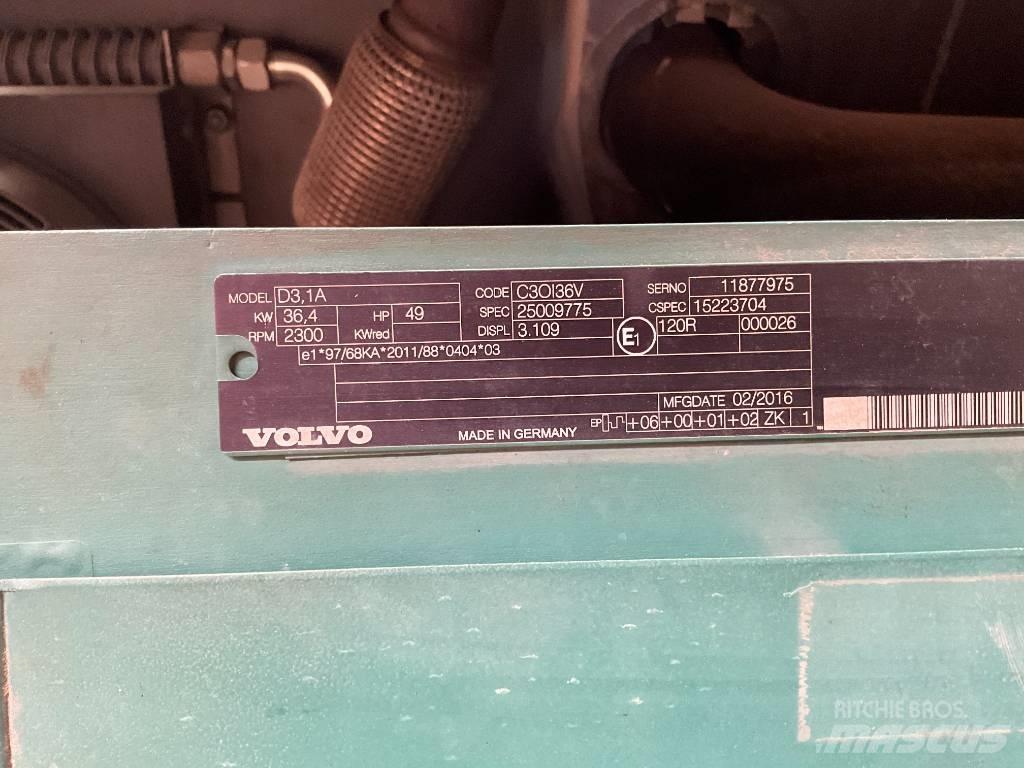 MODEL D3,1A CODE C3OI36V SERNO 11877975
KW 36,4 HP 49 SPEC 25009775 CSPEC 15223704
RPM 2300 KWred DISPL 3.109 E1 120R 000026
e1*97/68KA*2011/88*0404*03
MFGDATE 02/2016
VOLVO MADE IN GERMANY EP +06 +00 +01 +02 ZK 1
RITCHIE BROS.
MASCUS